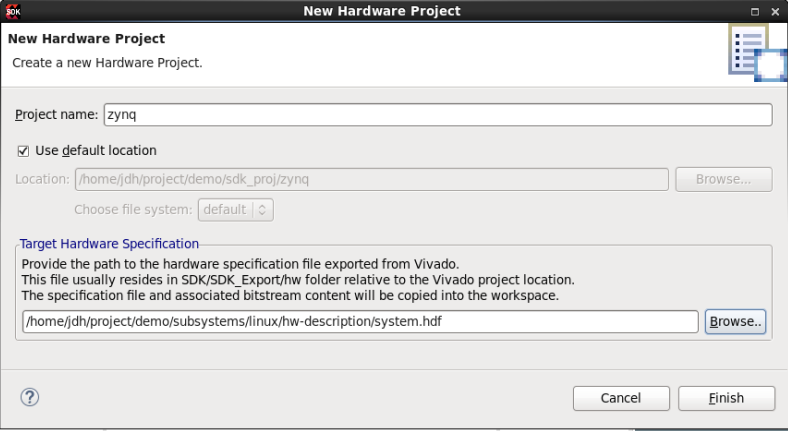 SDK New Hardware Project
New Hardware Project
Create a new Hardware Project.
Project name: zynq
Use default location
Location: /home/jdh/project/demo/sdk_proj/zynq Browse...
Choose file system: default
Target Hardware Specification
Provide the path to the hardware specification file exported from Vivado.
This file usually resides in SDK/SDK_Export/hw folder relative to the Vivado project location.
The specification file and associated bitstream content will be copied into the workspace.
/home/jdh/project/demo/subsystems/linux/hw-description/system.hdf Browse..
? Cancel Finish